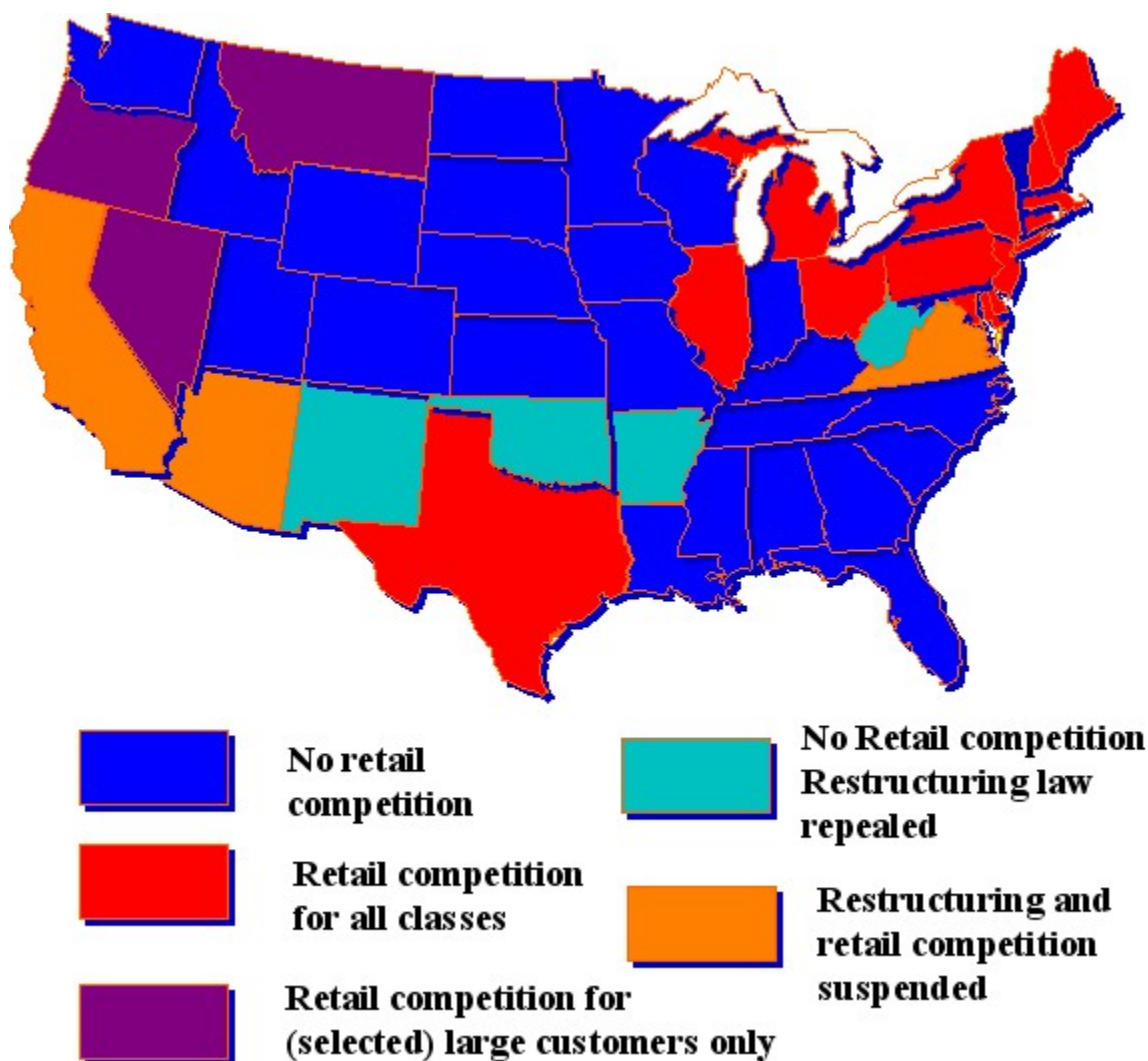 No retail
competition
Retail competition
for all classes
Retail competition for
(selected) large customers only
No Retail competition
Restructuring law
repealed
Restructuring and
retail competition
suspended